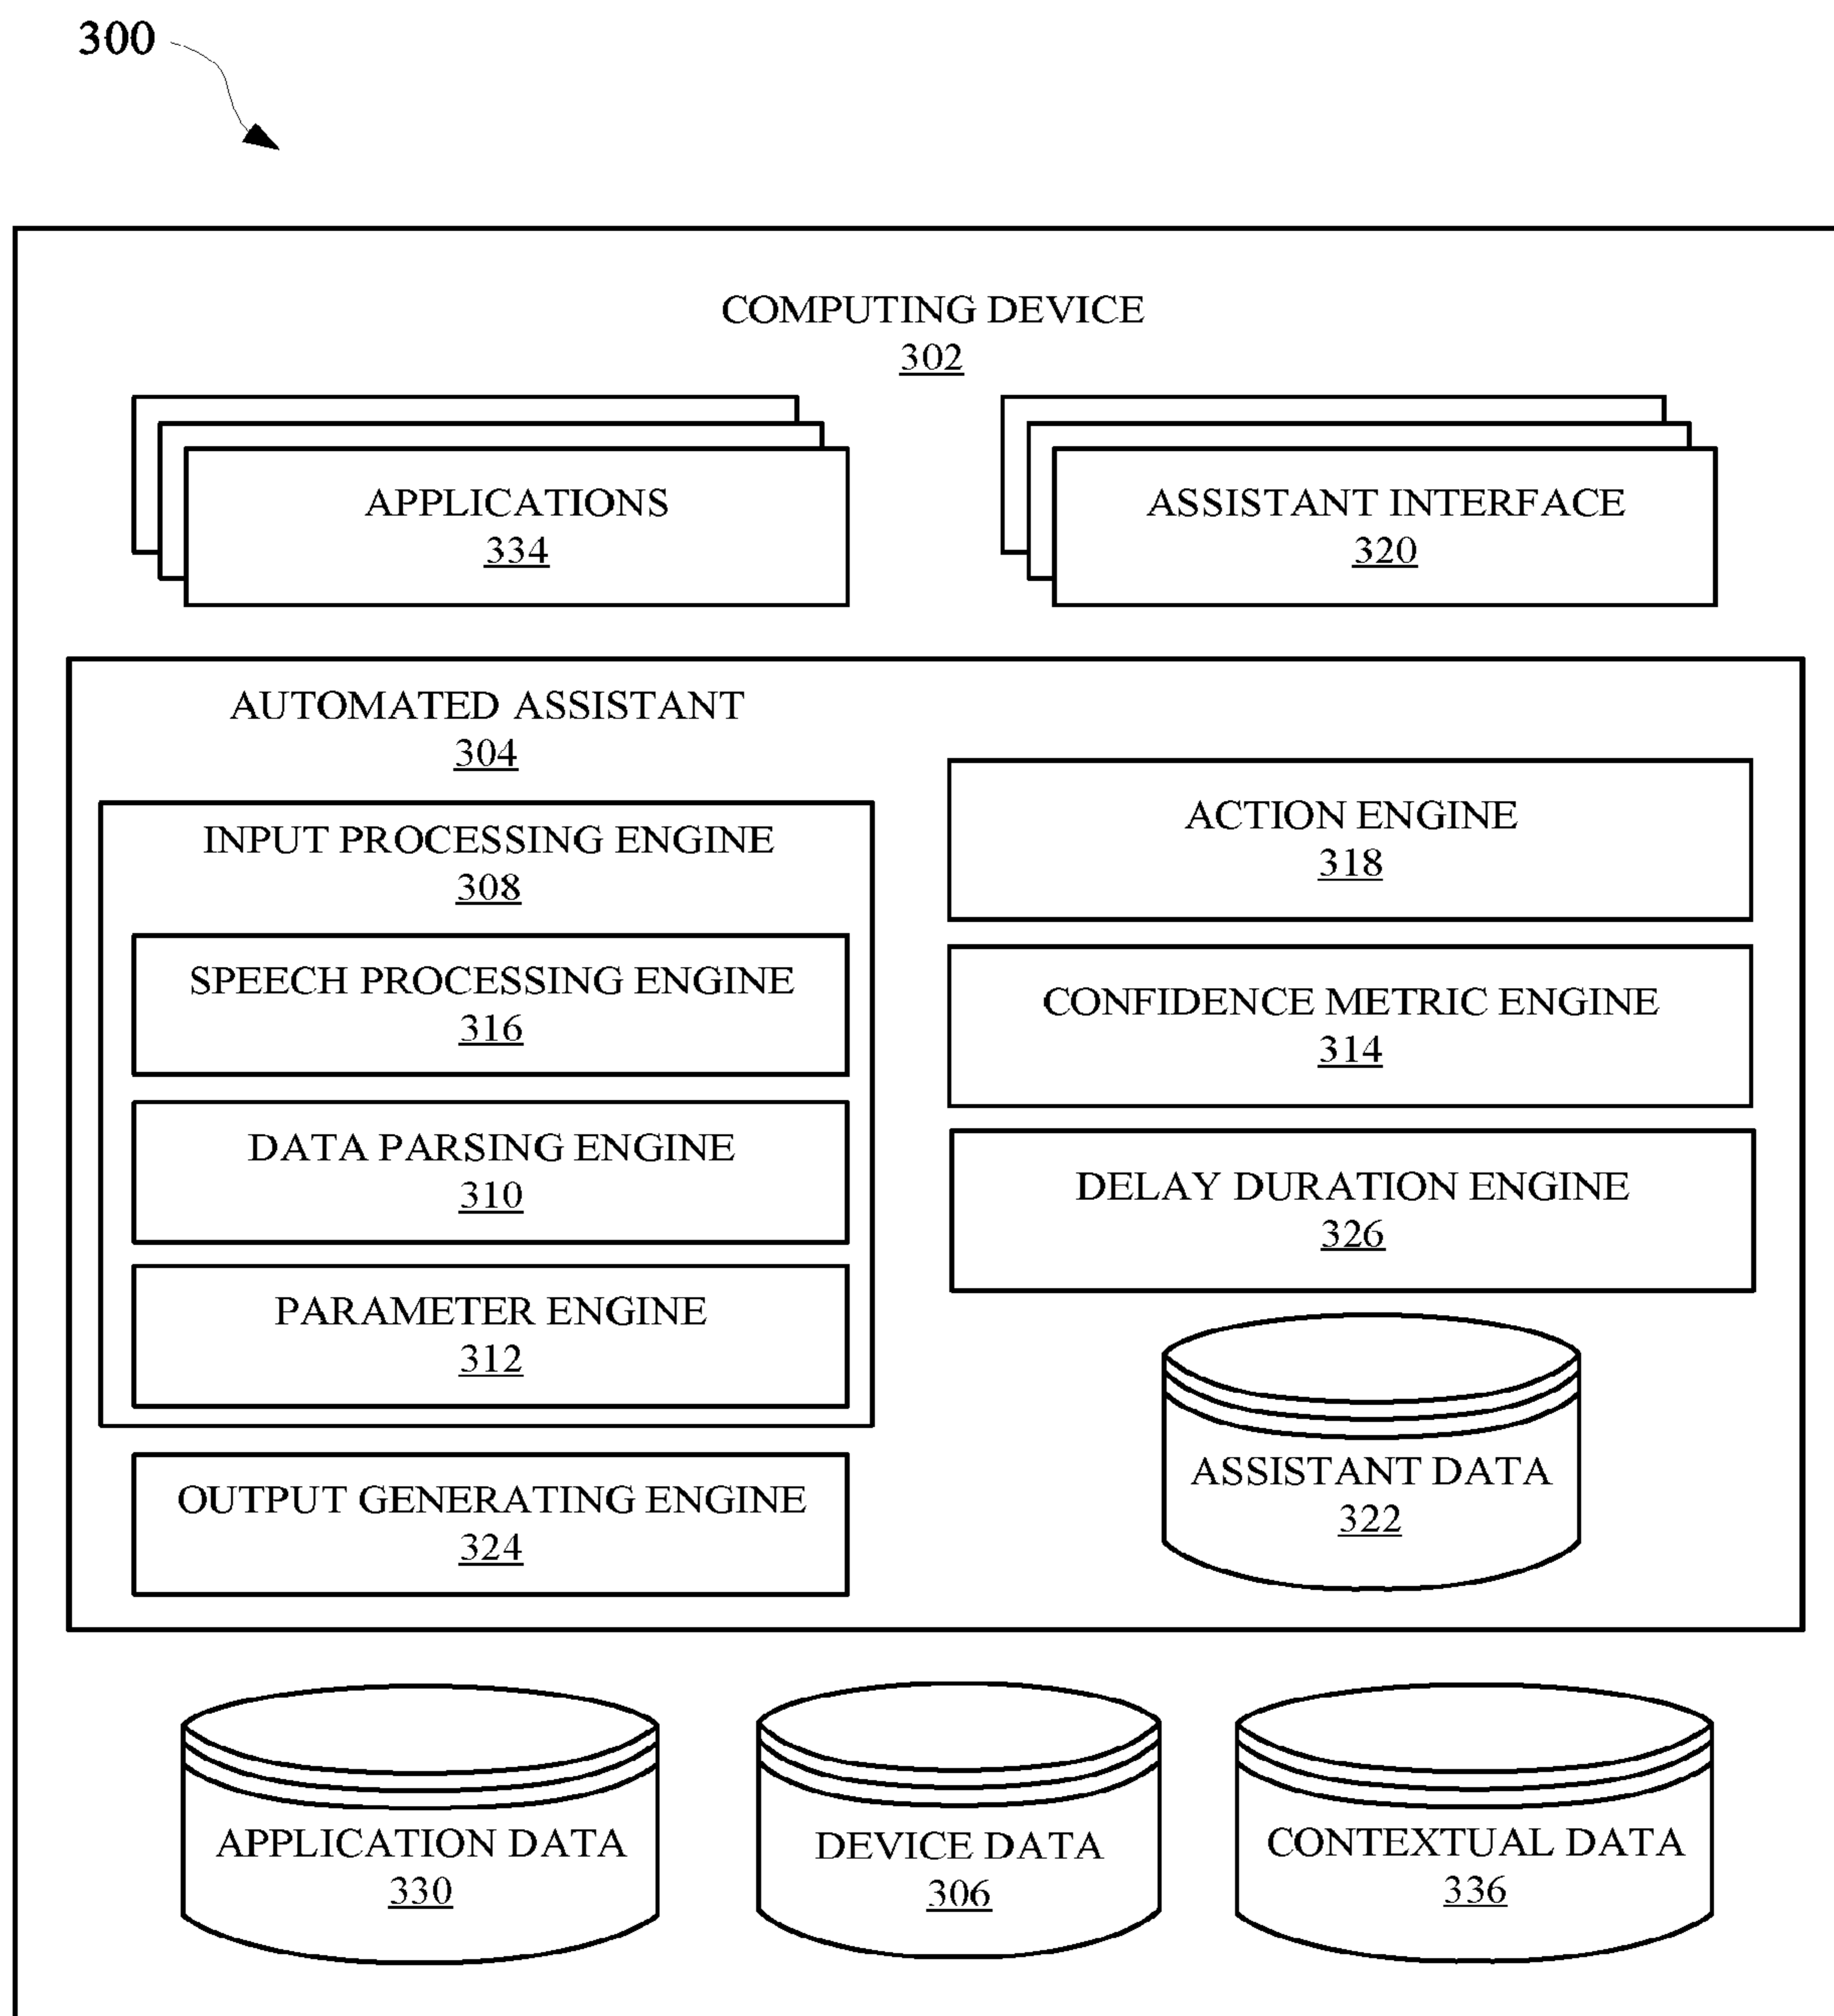 300
COMPUTING DEVICE
302
APPLICATIONS
334
ASSISTANT INTERFACE
320
AUTOMATED ASSISTANT
304
INPUT PROCESSING ENGINE
308
SPEECH PROCESSING ENGINE
316
DATA PARSING ENGINE
310
PARAMETER ENGINE
312
OUTPUT GENERATING ENGINE
324
ACTION ENGINE
318
CONFIDENCE METRIC ENGINE
314
DELAY DURATION ENGINE
326
ASSISTANT DATA
322
APPLICATION DATA
330
DEVICE DATA
306
CONTEXTUAL DATA
336